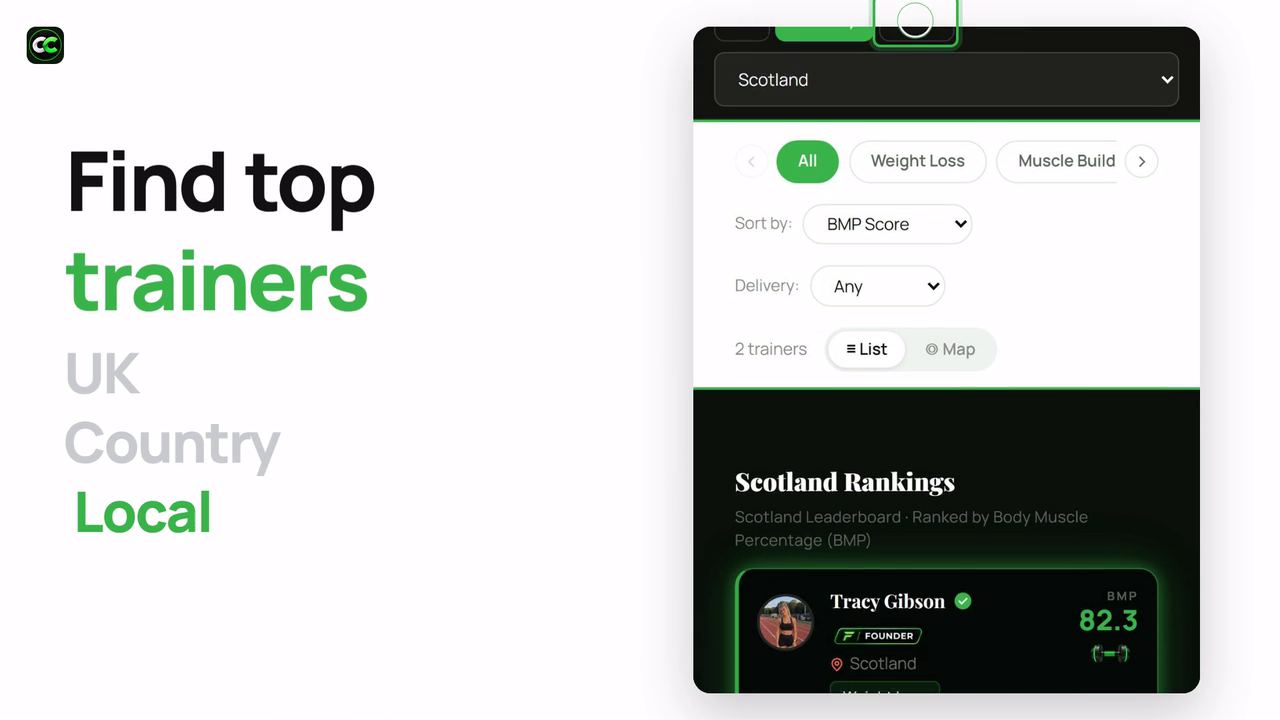 CC
Find top
trainers
UK
Country
Local
Scotland
All
Weight Loss
Muscle Build
Sort by:
BMP Score
Delivery:
Any
2 trainers
List
Map
Scotland Rankings
Scotland Leaderboard · Ranked by Body Muscle
Percentage (BMP)
Tracy Gibson
BMP
82.3
FOUNDER
Scotland